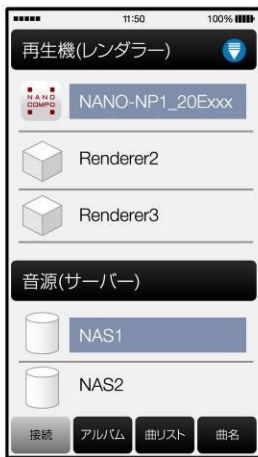 11:50 100%
再生機(レンダラー)
NANO COMPO
NANO-NP1_20Exxx
Renderer2
Renderer3
音源(サーバー)
NAS1
NAS2
接続 アルバム 曲リスト 曲名